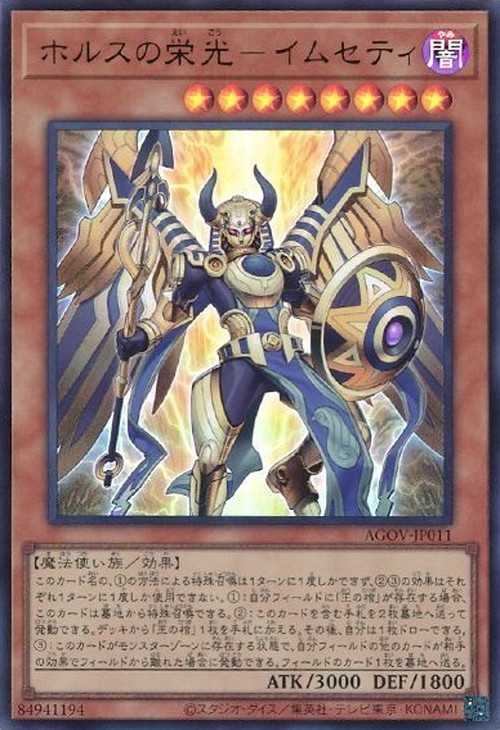 ホルスの栄光－イムセティ
闇
AGOV-JP011
【魔法使い族／効果】
このカード名の、①の方法による特殊召喚は1ターンに1度しかできず、②③の効果はそれ
ぞれ1ターンに1度しか使用できない。①：自分フィールドに「王の棺」が存在する場合、
このカードは墓地から特殊召喚できる。②：このカードを含む手札を2枚墓地へ送って
発動できる。デッキから「王の棺」1枚を手札に加える。その後、自分は1枚ドローできる。
③：このカードがモンスターゾーンに存在する状態で、自分フィールドの他のカードが相手
の効果でフィールドから離れた場合に発動できる。フィールドのカード1枚を墓地へ送る。
ATK/3000 DEF/1800
84941194 ©スタジオ・ダイス／集英社・テレビ東京・KONAMI